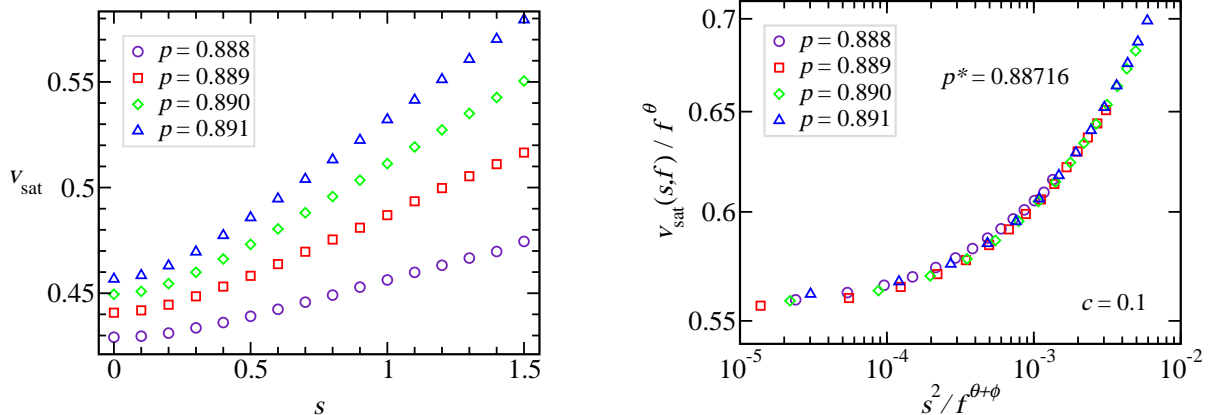 p = 0.888
p = 0.889
p = 0.890
p = 0.891
0.55
0.5
0.45
v_sat
0
0.5
1
1.5
s
p = 0.888
p = 0.889
p = 0.890
p = 0.891
p* = 0.88716
c = 0.1
0.7
0.65
0.6
0.55
v_sat(s,f) / f^θ
10^-5
10^-4
10^-3
10^-2
s^2/f^θ+ϕ